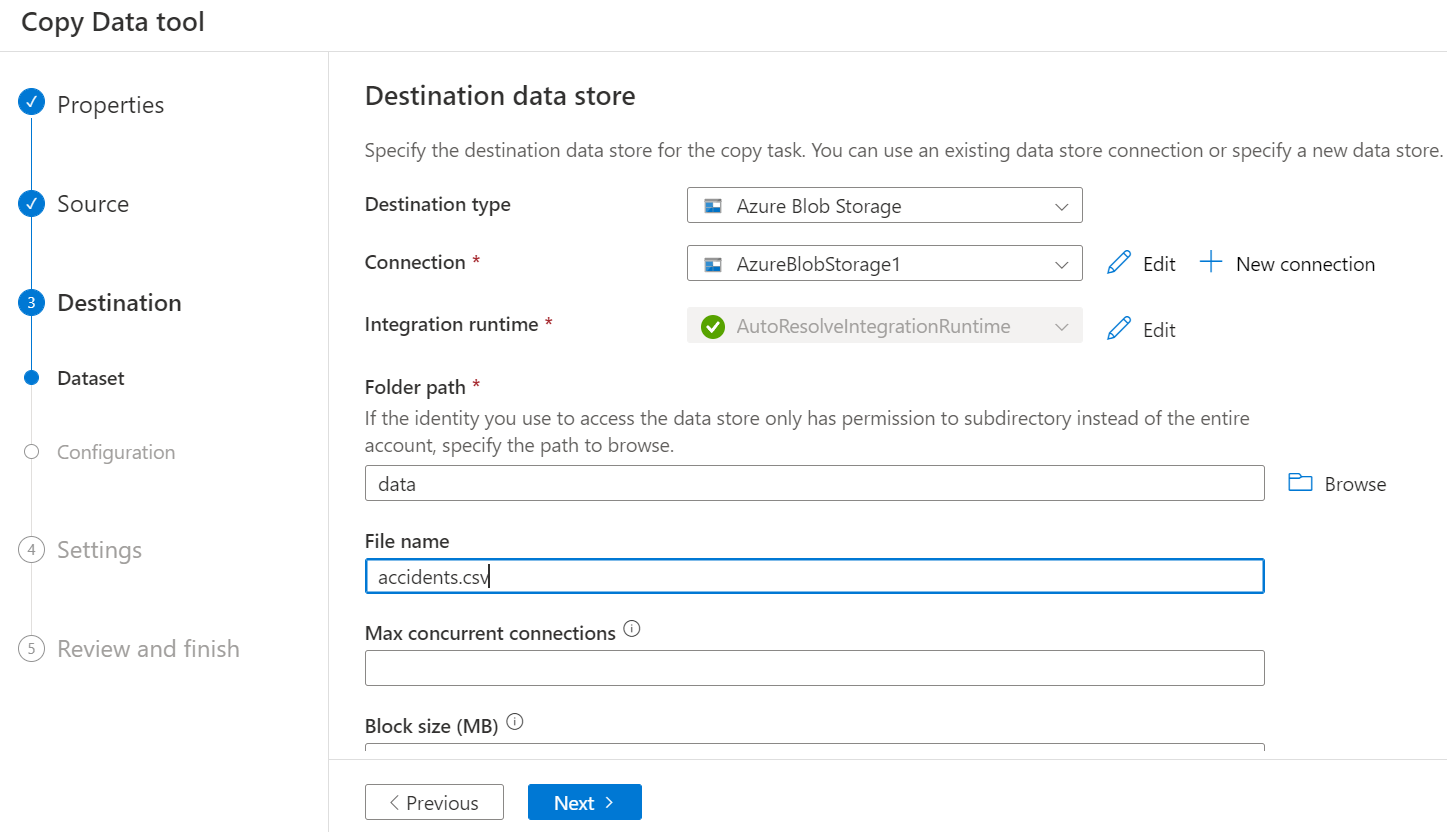 Copy Data tool
Properties
Source
3 Destination
Dataset
Configuration
4 Settings
5 Review and finish
Destination data store
Specify the destination data store for the copy task. You can use an existing data store connection or specify a new data store.
Destination type
Azure Blob Storage
Connection *
AzureBlobStorage1
Edit
New connection
Integration runtime *
AutoResolveIntegrationRuntime
Edit
Folder path *
If the identity you use to access the data store only has permission to subdirectory instead of the entire
account, specify the path to browse.
data
Browse
File name
accidents.csv
Max concurrent connections
Block size (MB)
Previous
Next